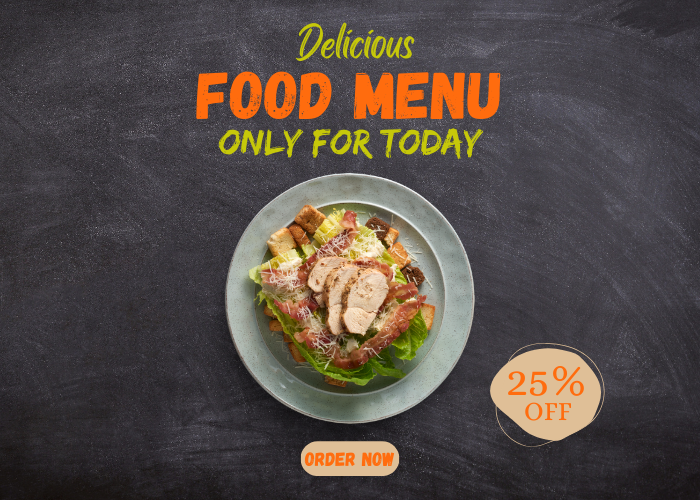 Delicious
FOOD MENU
ONLY FOR TODAY
25%
OFF
ORDER NOW